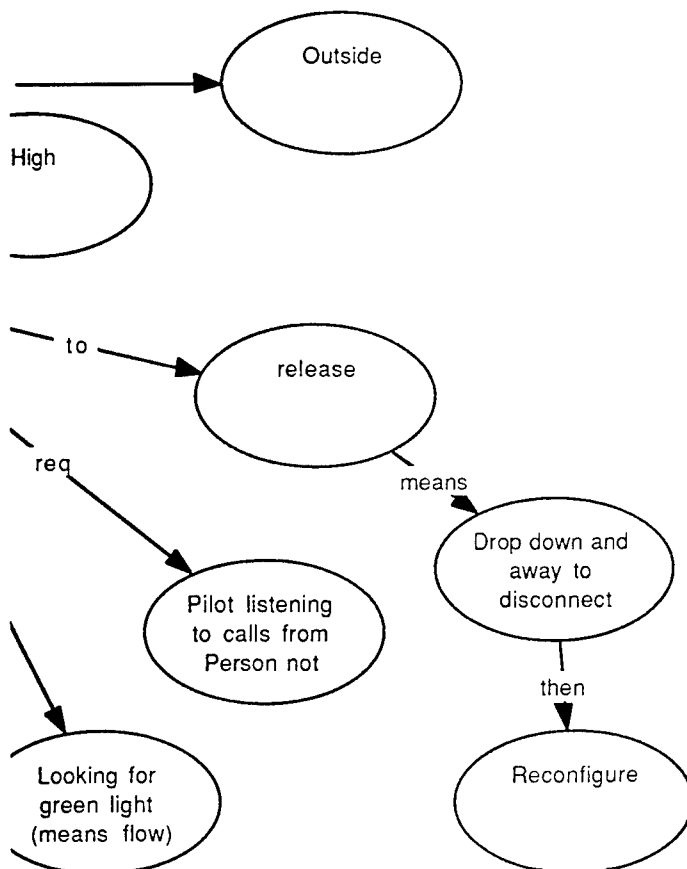 Outside
High
to
release
req
means
Drop down and
away to
disconnect
Pilot listening
to calls from
Person not
then
Looking for
green light
(means flow)
Reconfigure